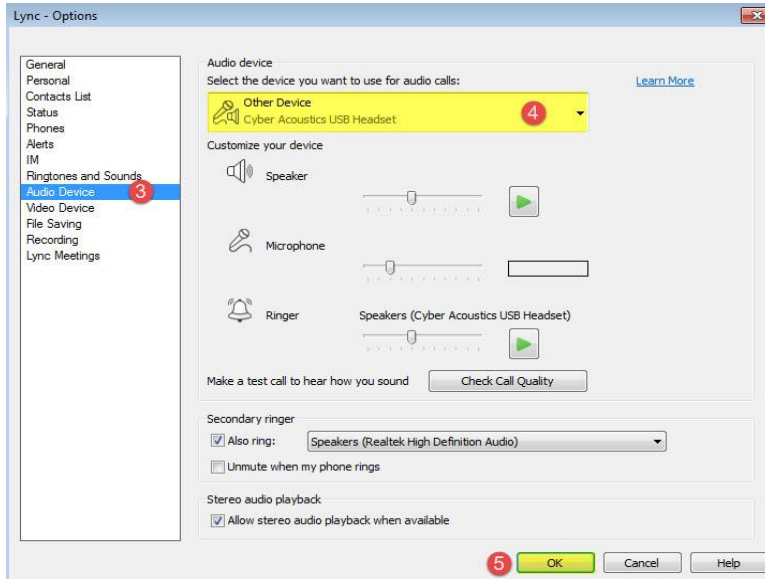 Lync - Options
General
Personal
Contacts List
Status
Phones
Alerts
IM
Ringtones and Sounds
Audio Device 3
Video Device
File Saving
Recording
Lync Meetings
Audio device
Select the device you want to use for audio calls: Learn More
Other Device
Cyber Acoustics USB Headset 4
Customize your device
Speaker
Microphone
Ringer Speakers (Cyber Acoustics USB Headset)
Make a test call to hear how you sound Check Call Quality
Secondary ringer
Also ring: Speakers (Realtek High Definition Audio)
Unmute when my phone rings
Stereo audio playback
Allow stereo audio playback when available
5 OK Cancel Help